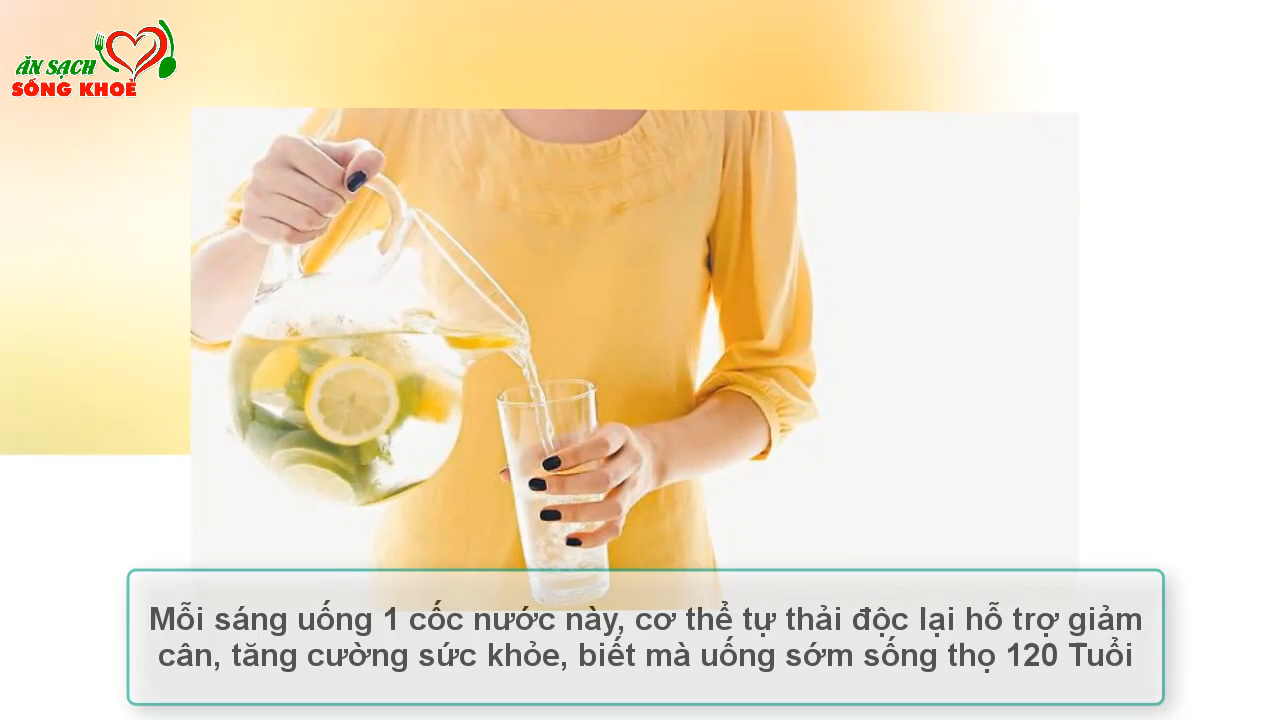 ĂN SẠCH
SỐNG KHOẺ
Mỗi sáng uống 1 cốc nước này, cơ thể tự thải độc lại hỗ trợ giảm
cân, tăng cường sức khỏe, biết mà uống sớm sống thọ 120 Tuổi